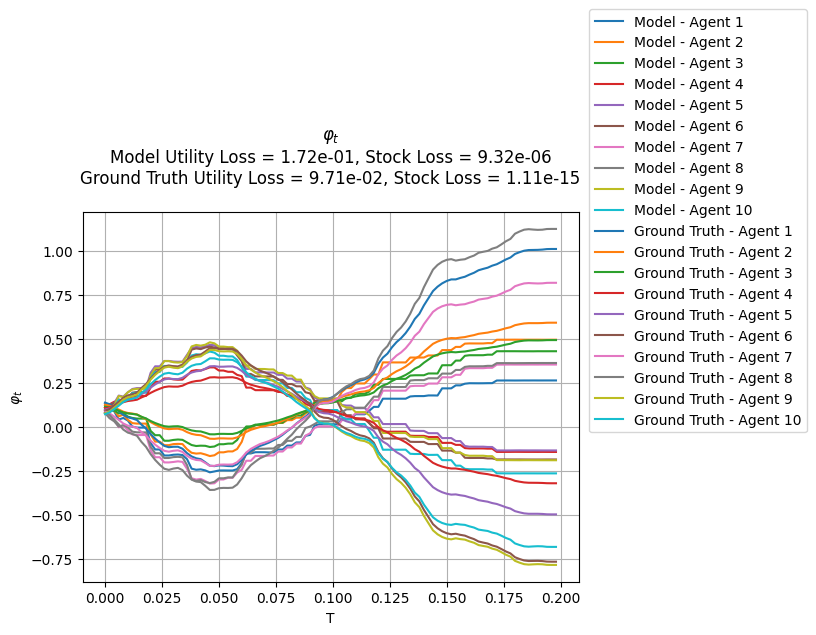 φt
Model Utility Loss = 1.72e-01, Stock Loss = 9.32e-06
Ground Truth Utility Loss = 9.71e-02, Stock Loss = 1.11e-15
Model - Agent 1
Model - Agent 2
Model - Agent 3
Model - Agent 4
Model - Agent 5
Model - Agent 6
Model - Agent 7
Model - Agent 8
Model - Agent 9
Model - Agent 10
Ground Truth - Agent 1
Ground Truth - Agent 2
Ground Truth - Agent 3
Ground Truth - Agent 4
Ground Truth - Agent 5
Ground Truth - Agent 6
Ground Truth - Agent 7
Ground Truth - Agent 8
Ground Truth - Agent 9
Ground Truth - Agent 10
φt
1.00
0.75
0.50
0.25
0.00
−0.25
−0.50
−0.75
0.000 0.025 0.050 0.075 0.100 0.125 0.150 0.175 0.200
T